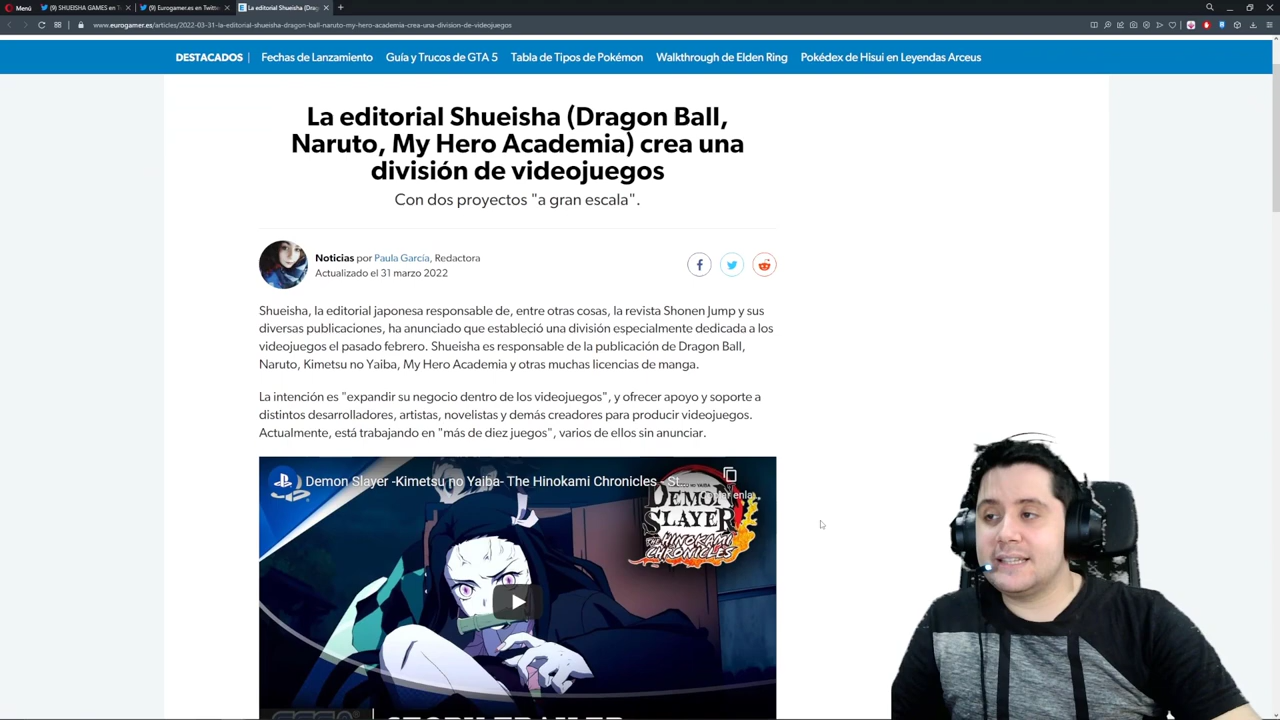 Menú
(9) SHUEISHA GAMES en Tw
(9) Eurogamer.es en Twitter
La editorial Shueisha (Drag
www.eurogamer.es/articles/2022-03-31-la-editorial-shueisha-dragon-ball-naruto-my-hero-academia-crea-una-division-de-videojuegos
DESTACADOS | Fechas de Lanzamiento Guía y Trucos de GTA 5 Tabla de Tipos de Pokémon Walkthrough de Elden Ring Pokédex de Hisui en Leyendas Arceus
La editorial Shueisha (Dragon Ball,
Naruto, My Hero Academia) crea una
división de videojuegos
Con dos proyectos "a gran escala".
Noticias por Paula García, Redactora
Actualizado el 31 marzo 2022
Shueisha, la editorial japonesa responsable de, entre otras cosas, la revista Shonen Jump y sus
diversas publicaciones, ha anunciado que estableció una división especialmente dedicada a los
videojuegos el pasado febrero. Shueisha es responsable de la publicación de Dragon Ball,
Naruto, Kimetsu no Yaiba, My Hero Academia y otras muchas licencias de manga.
La intención es "expandir su negocio dentro de los videojuegos", y ofrecer apoyo y soporte a
distintos desarrolladores, artistas, novelistas y demás creadores para producir videojuegos.
Actualmente, está trabajando en "más de diez juegos", varios de ellos sin anunciar.
Demon Slayer -Kimetsu no Yaiba- The Hinokami Chronicles - St...
Copiar enla
DEMON
SLAYER
THE HINOKAMI
CHRONICLES
STORY TRAILER